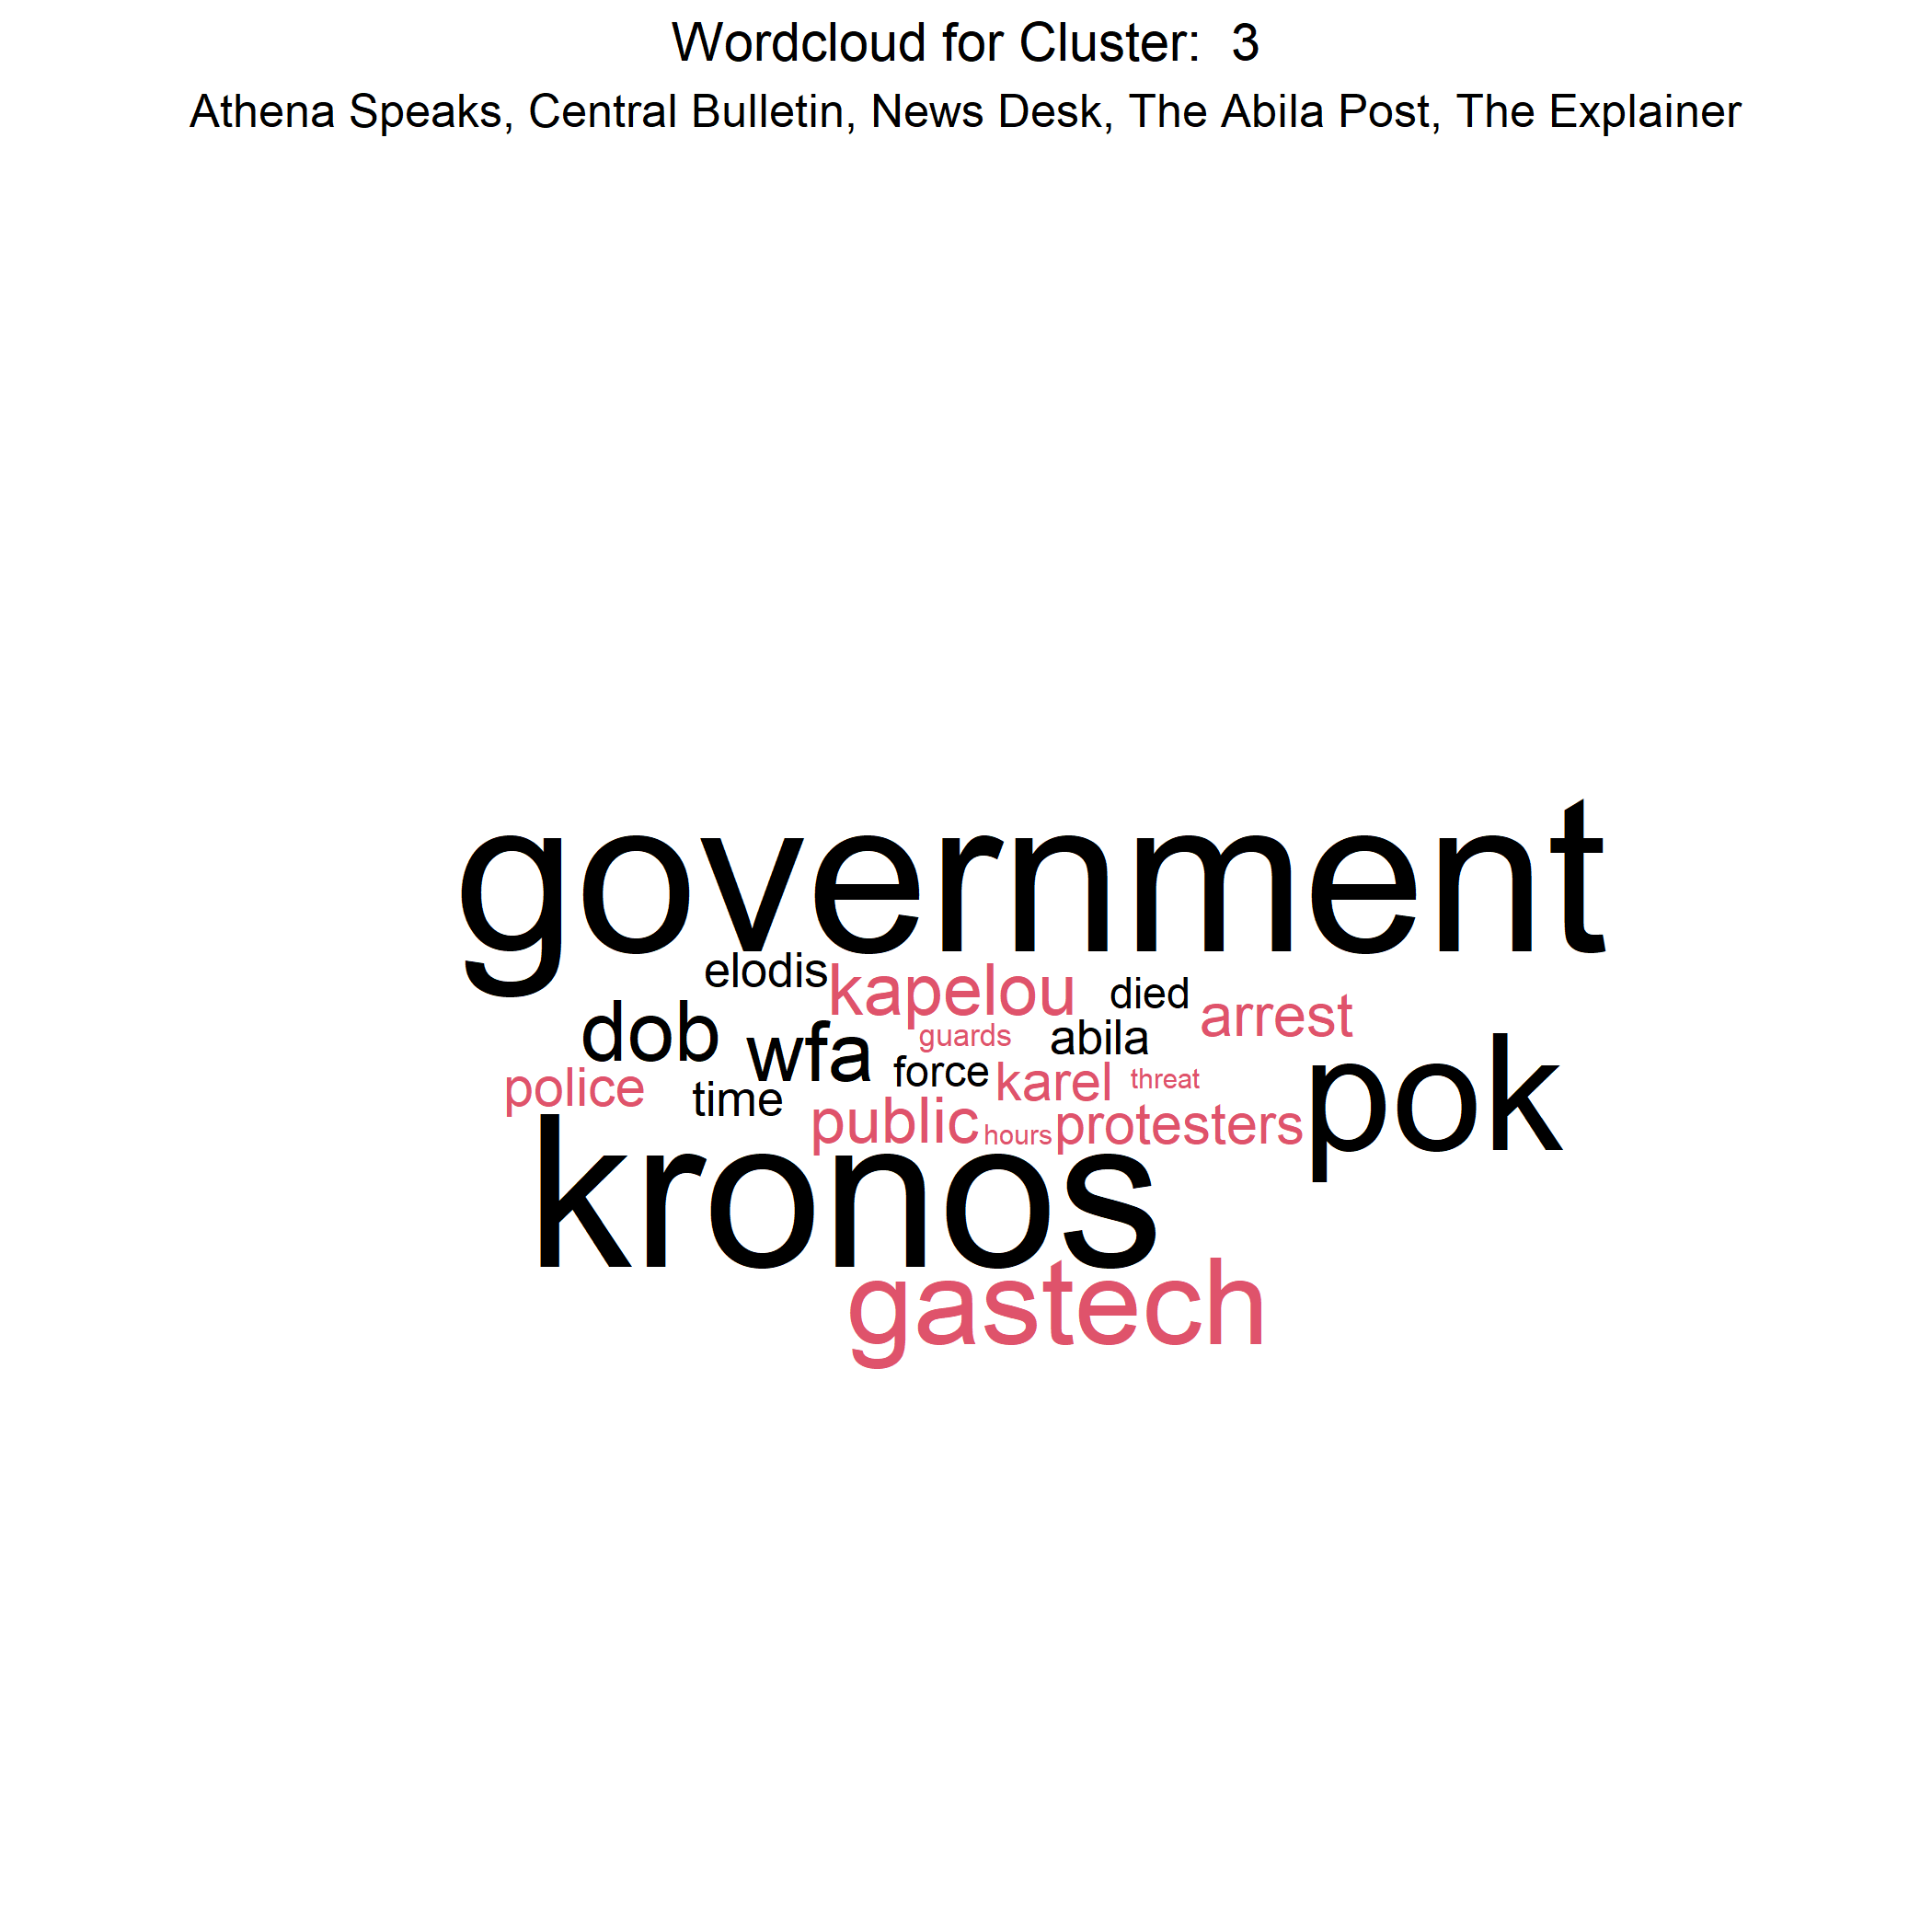 Wordcloud for Cluster:  3
Athena Speaks, Central Bulletin, News Desk, The Abila Post, The Explainer
government
elodis kapelou died arrest
dob wfa guards abila pok
police time force karel threat
public hours protesters
kronos
gastech